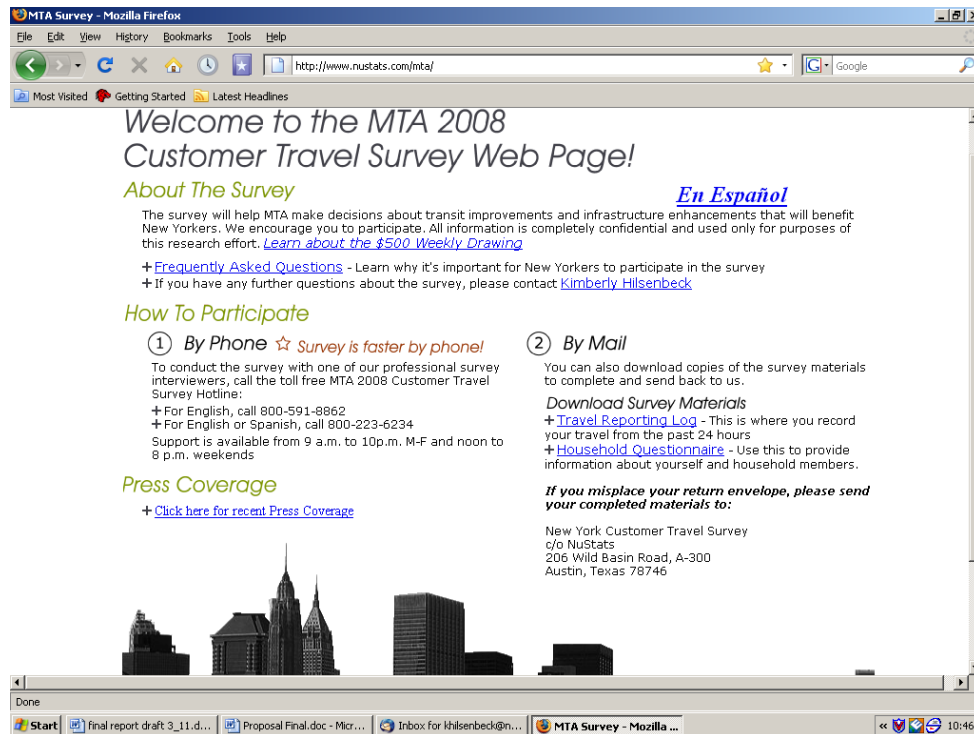 MTA Survey - Mozilla Firefox
File Edit View History Bookmarks Tools Help
http://www.nustats.com/mta/
G Google
Most Visited Getting Started Latest Headlines
Welcome to the MTA 2008
Customer Travel Survey Web Page!
About The Survey
En Español
The survey will help MTA make decisions about transit improvements and infrastructure enhancements that will benefit
New Yorkers. We encourage you to participate. All information is completely confidential and used only for purposes of
this research effort. Learn about the $500 Weekly Drawing
+Frequently Asked Questions - Learn why it's important for New Yorkers to participate in the survey
+If you have any further questions about the survey, please contact Kimberly Hilsenbeck
How To Participate
1 By Phone ☆ Survey is faster by phone!
To conduct the survey with one of our professional survey
interviewers, call the toll free MTA 2008 Customer Travel
Survey Hotline:
+For English, call 800-591-8862
+For English or Spanish, call 800-223-6234
Support is available from 9 a.m. to 10p.m. M-F and noon to
8 p.m. weekends
Press Coverage
+Click here for recent Press Coverage
2 By Mail
You can also download copies of the survey materials
to complete and send back to us.
Download Survey Materials
+Travel Reporting Log - This is where you record
your travel from the past 24 hours
+Household Questionnaire - Use this to provide
information about yourself and household members.
If you misplace your return envelope, please send
your completed materials to:
New York Customer Travel Survey
c/o NuStats
206 Wild Basin Road, A-300
Austin, Texas 78746
Done
Start final report draft 3_11.d... Proposal Final.doc - Micr... Inbox for khilsenbeck@n... MTA Survey - Mozilla ... « 10:46